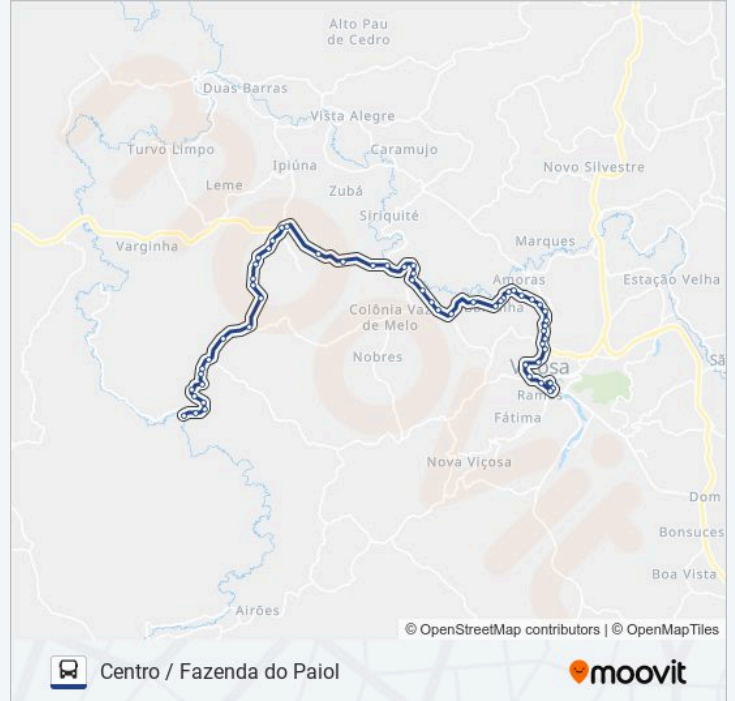 Alto Pau
de Cedro
Duas Barras
Vista Alegre
Turvo Limpo
Caramujo
Ipiúna
Novo Silvestre
Leme
Zubá
Siriquité
Varginha
Marques
Amoras
Estação Velha
Colônia Vaz
de Melo
Nobres
Fátima
Nova Viçosa
Dom
Bonsuces
Boa Vista
Airões
© OpenStreetMap contributors | © OpenMapTiles
Centro / Fazenda do Paiol
moovit